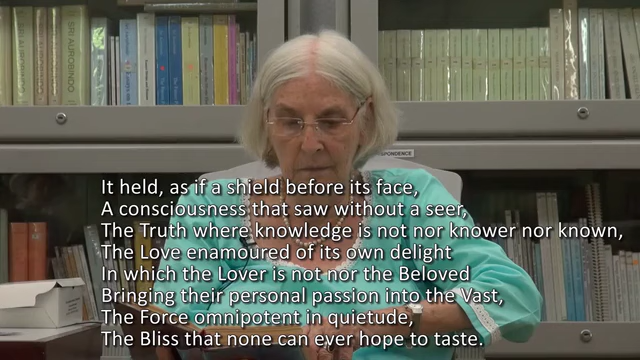 SRI AUROBINDO
PONDENCE
It held, as if a shield before its face,
A consciousness that saw without a seer,
The Truth where knowledge is not nor knower nor known,
The Love enamoured of its own delight
In which the Lover is not nor the Beloved
Bringing their personal passion into the Vast,
The Force omnipotent in quietude,
The Bliss that none can ever hope to taste.